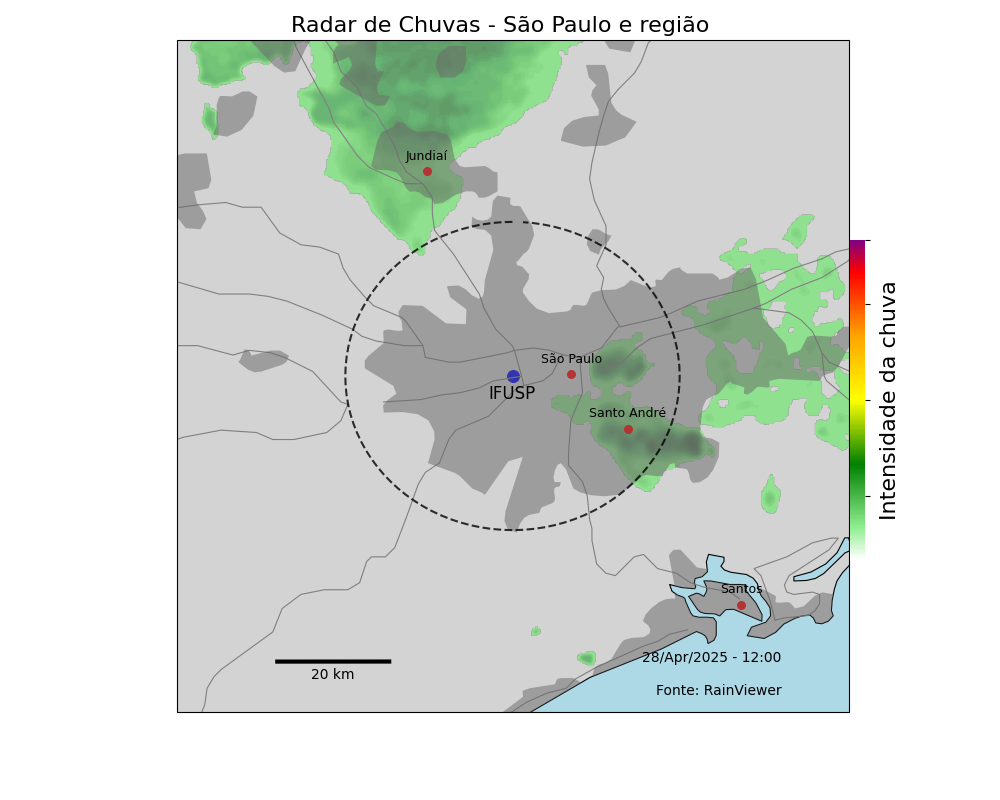 Radar de Chuvas - São Paulo e região
Jundiaí
São Paulo
IFUSP
Santo André
Intensidade da chuva
Santos
28/Apr/2025 - 12:00
20 km
Fonte: RainViewer